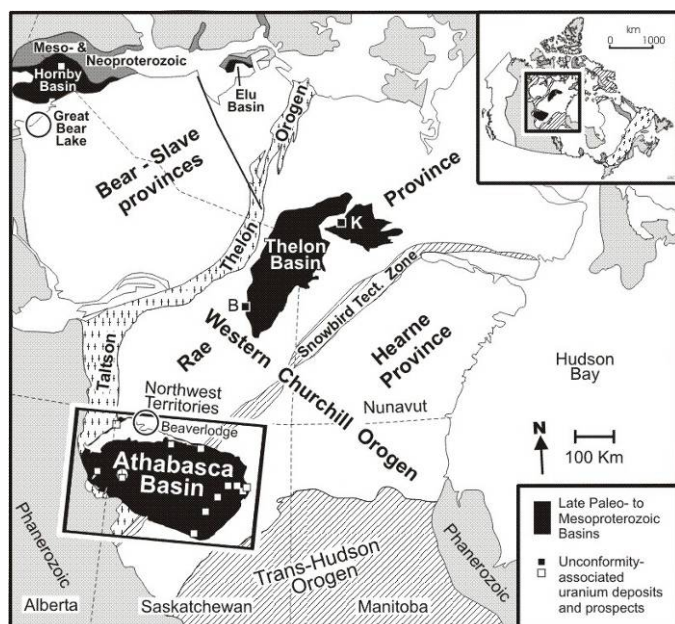 Meso- &
Neoproterozoic
Hornby
Basin
Elu
Basin
Great
Bear
Lake
Bear - Slave
provinces
Orogen
Thelon
Taltson
Province
K
Thelon
Basin
B
Snowbird Tect. Zone
Rae
Western Churchill Orogen
Hearne
Province
Hudson
Bay
Northwest
Territories
Nunavut
Beaverlodge
Athabasca
Basin
N
100 Km
Phanerozoic
Trans-Hudson
Orogen
Phanerozoic
Alberta
Saskatchewan
Manitoba
km
0
1000
Late Paleo- to
Mesoproterozoic
Basins
Unconformity-
associated
uranium deposits
and prospects